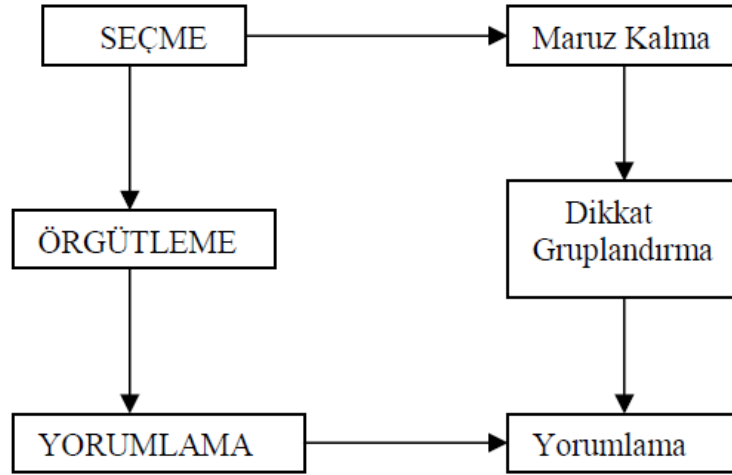 SEÇME
Maruz Kalma
ÖRGÜTLEME
Dikkat
Gruplandırma
YORUMLAMA
Yorumlama